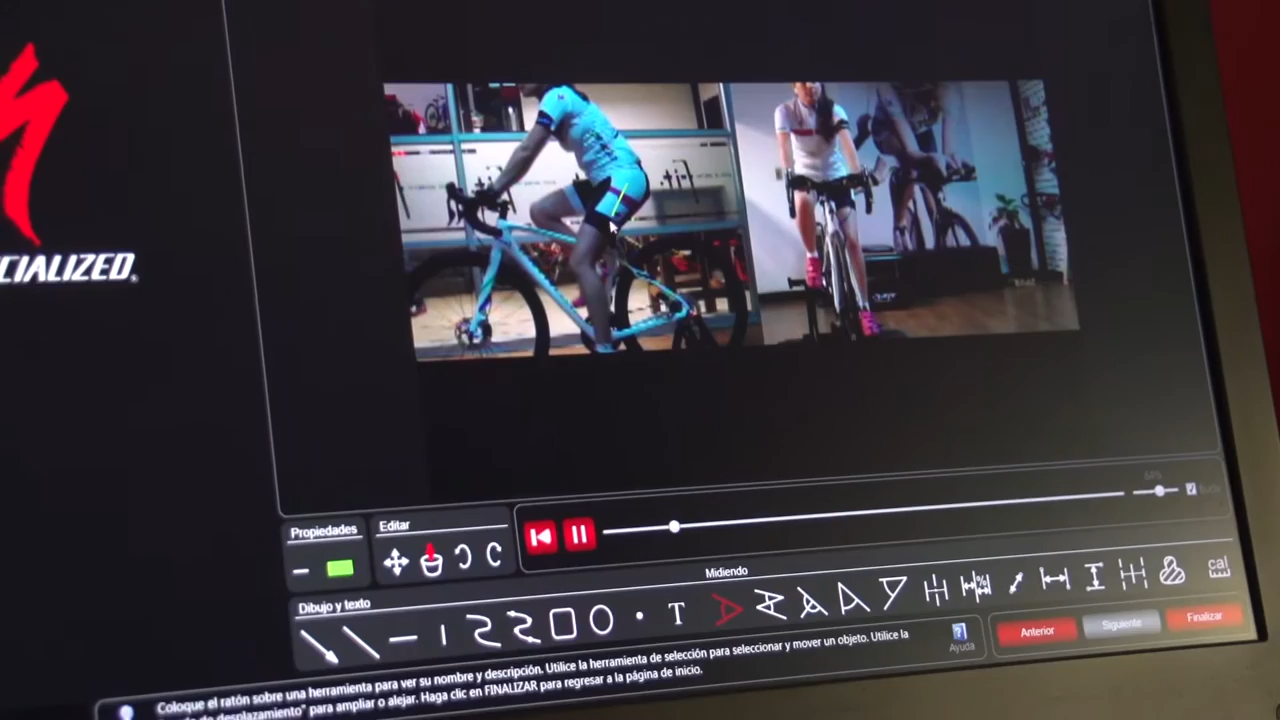 CIALIZED
Propiedades
Editar
Dibujo y texto
Midiendo
T
cal
Anterior
Siguiente
Finalizar
Ayuda
Coloque el ratón sobre una herramienta para ver su nombre y descripción. Utilice la herramienta de selección para seleccionar y mover un objeto. Utilice la
de desplazamiento" para ampliar o alejar. Haga clic en FINALIZAR para regresar a la página de inicio.